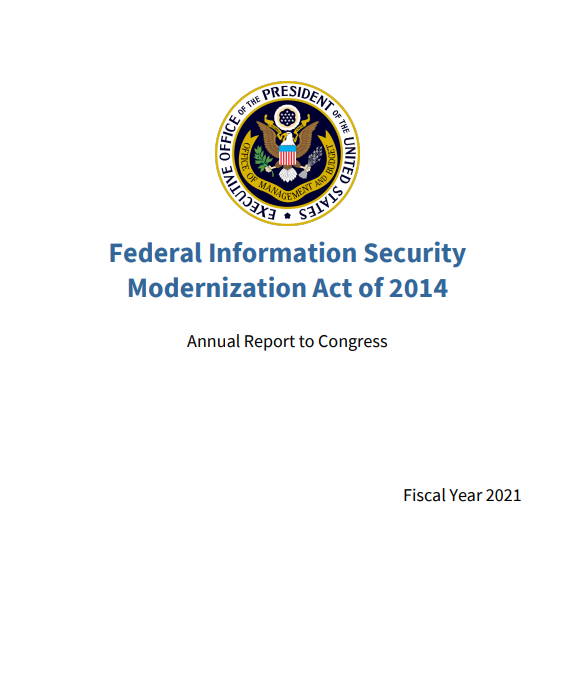 EXECUTIVE OFFICE OF THE PRESIDENT OF THE UNITED STATES
OFFICE OF MANAGEMENT AND BUDGET
Federal Information Security
Modernization Act of 2014
Annual Report to Congress
Fiscal Year 2021